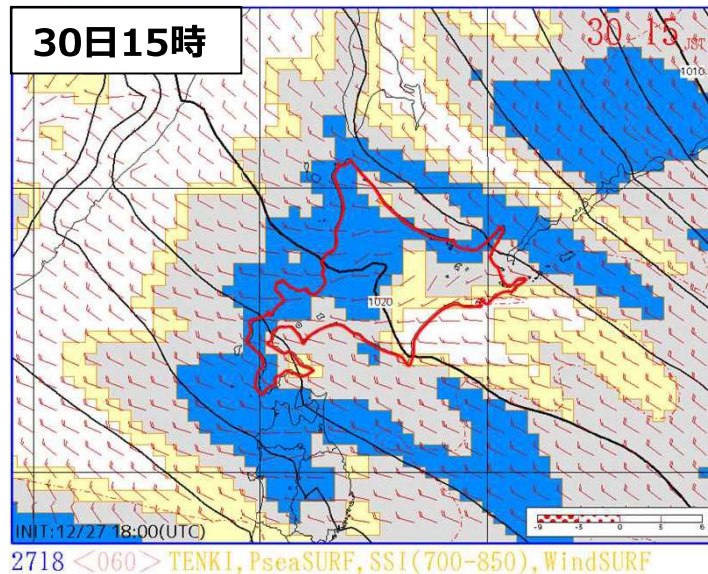 30日15時
30 15 JST
1010
1020
INIT:12/27 18:00(UTC)
-9 -5 -3 0 3 6
2718 <060> TENKI,PseaSURF,SSI(700-850),WindSURF